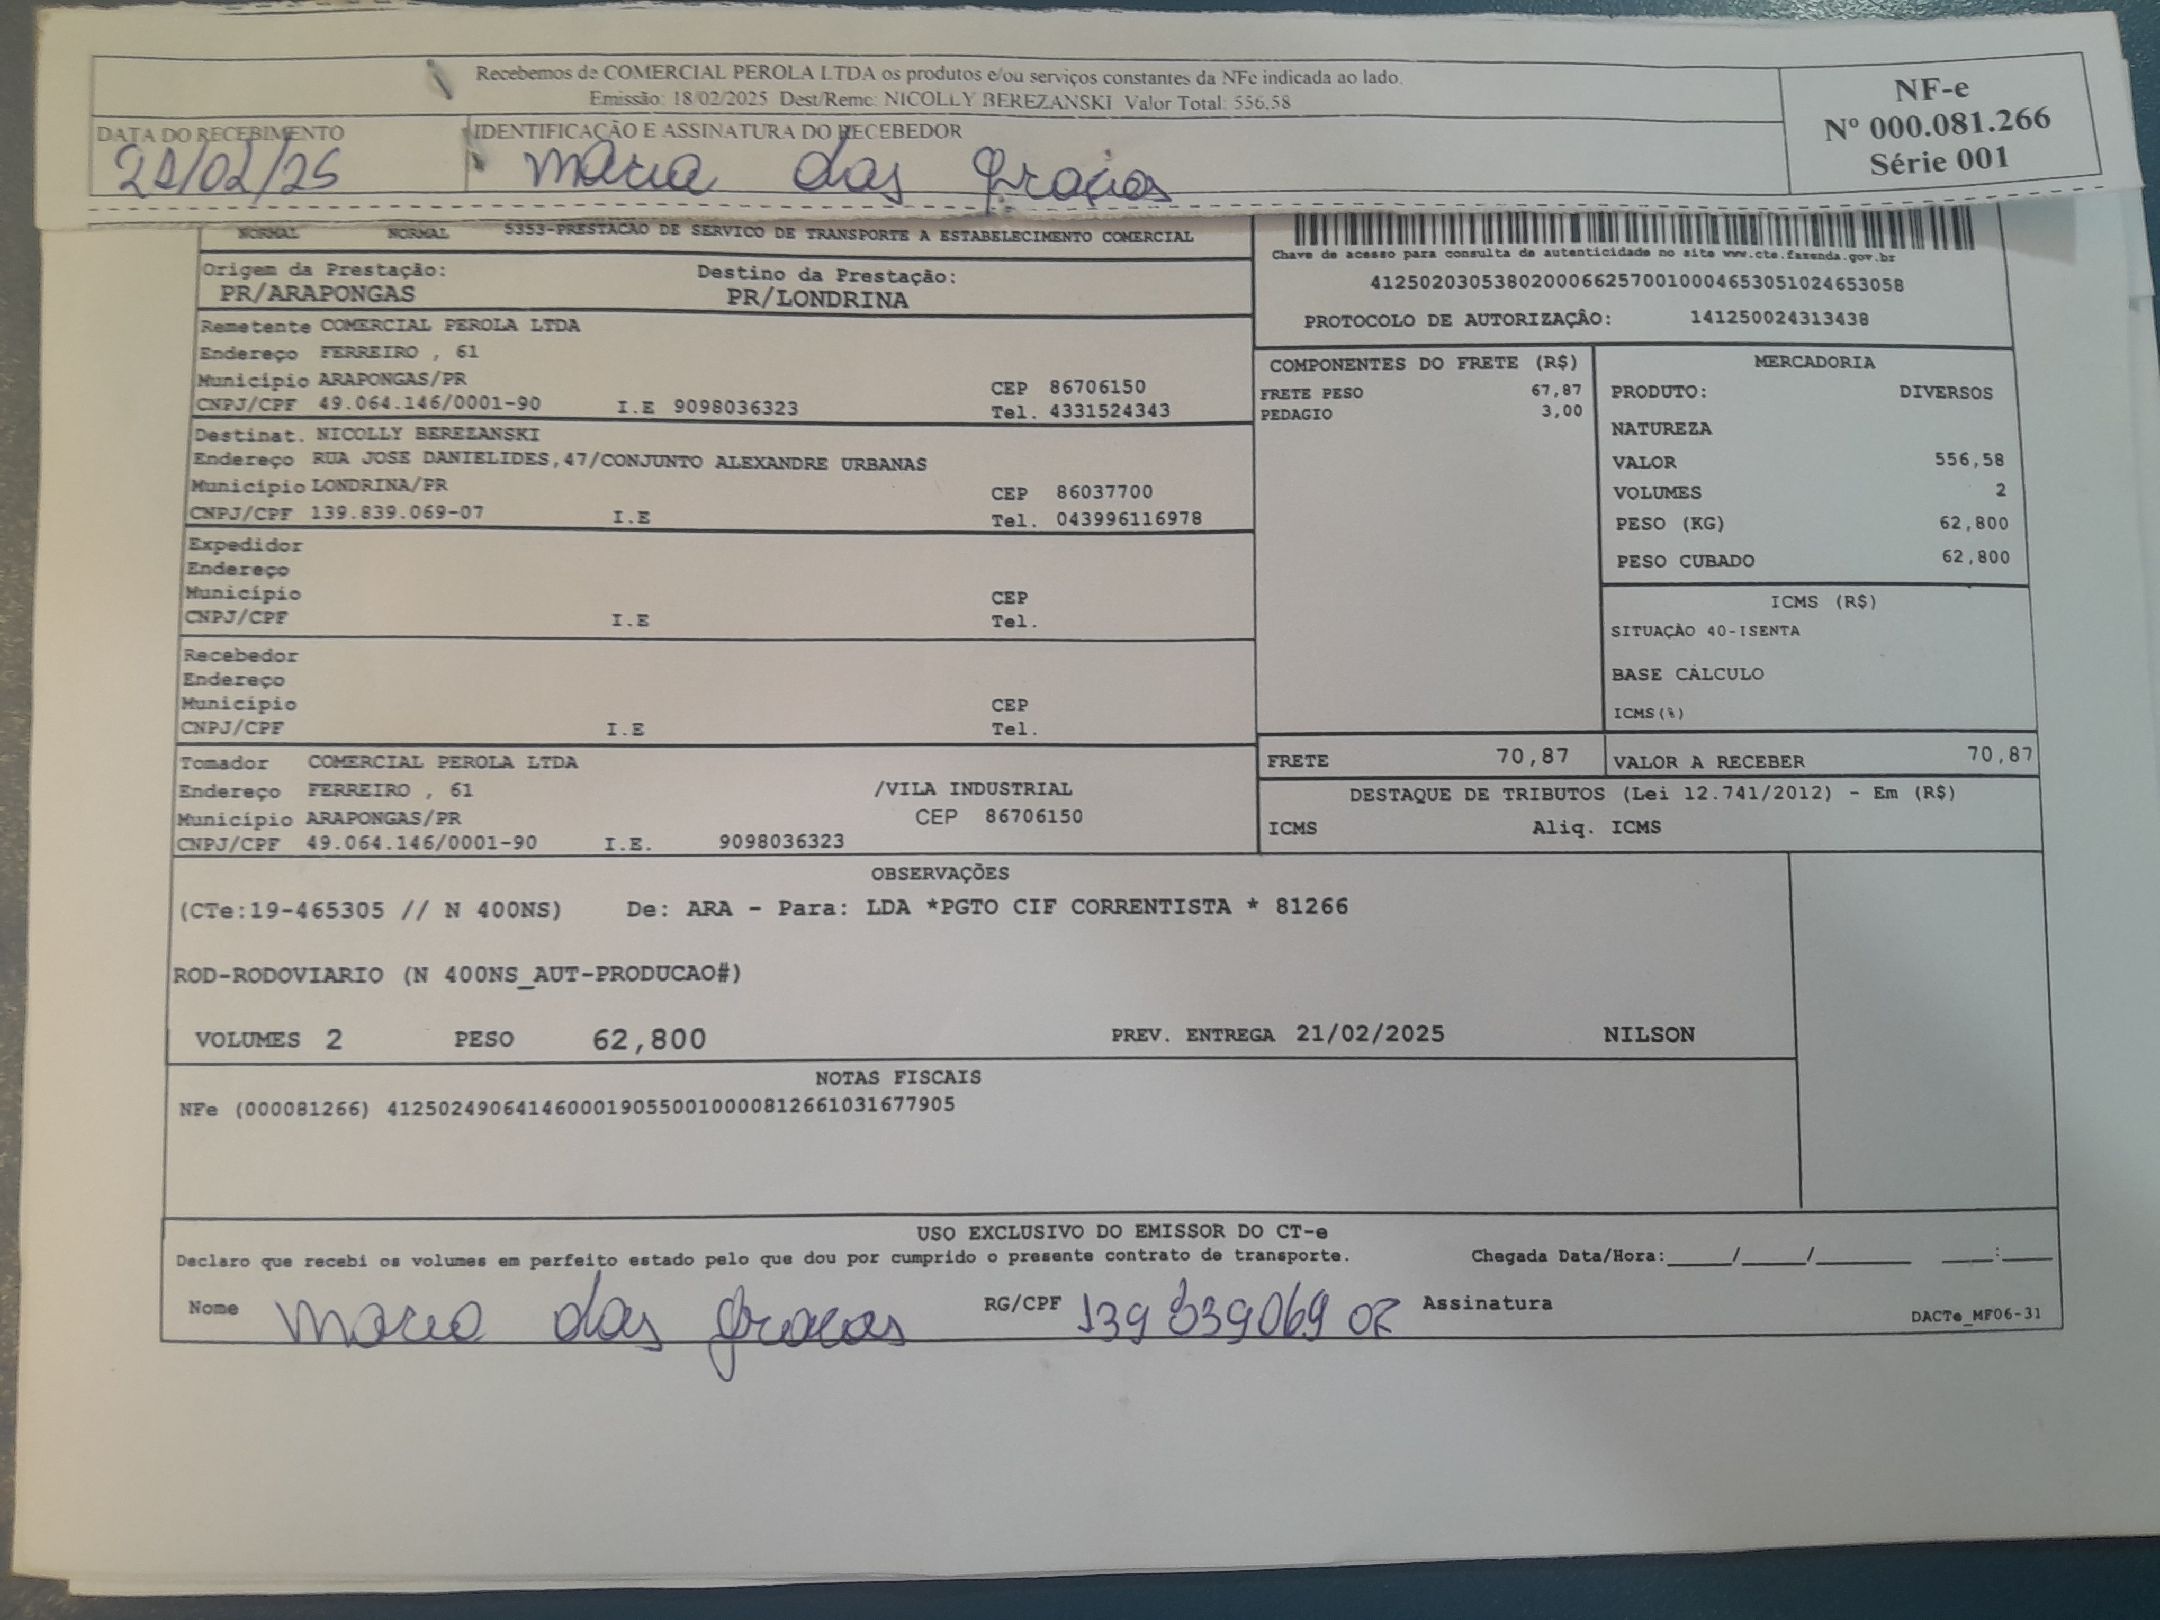 Recebemos de COMERCIAL PEROLA LTDA os produtos e/ou serviços constantes da NFe indicada ao lado.
Emissão: 18/02/2025 Dest/Reme: NICOLLY BEREZANSKI Valor Total: 556,58
NF-e
Nº 000.081.266
Série 001
DATA DO RECEBIMENTO
IDENTIFICAÇÃO E ASSINATURA DO RECEBEDOR
/02/25
Maria das Graças
NORMAL NORMAL 5353-PRESTACAO DE SERVICO DE TRANSPORTE A ESTABELECIMENTO COMERCIAL
Origem da Prestação: Destino da Prestação:
PR/ARAPONGAS PR/LONDRINA
Chave de acesso para consulta de autenticidade no site www.cte.fazenda.gov.br
41250203053802000662570010004653051024653058
PROTOCOLO DE AUTORIZAÇÃO: 141250024313438
Remetente COMERCIAL PEROLA LTDA
Endereço FERREIRO , 61
Município ARAPONGAS/PR CEP 86706150
CNPJ/CPF 49.064.146/0001-90 I.E 9098036323 Tel. 4331524343
Destinat. NICOLLY BEREZANSKI
Endereço RUA JOSE DANIELIDES,47/CONJUNTO ALEXANDRE URBANAS
Município LONDRINA/PR CEP 86037700
CNPJ/CPF 139.839.069-07 I.E Tel. 043996116978
Expedidor
Endereço
Município CEP
CNPJ/CPF I.E Tel.
Recebedor
Endereço
Município CEP
CNPJ/CPF I.E Tel.
Tomador COMERCIAL PEROLA LTDA
Endereço FERREIRO , 61 /VILA INDUSTRIAL
Município ARAPONGAS/PR CEP 86706150
CNPJ/CPF 49.064.146/0001-90 I.E. 9098036323
COMPONENTES DO FRETE (R$)
FRETE PESO 67,87
PEDAGIO 3,00
MERCADORIA
PRODUTO: DIVERSOS
NATUREZA
VALOR 556,58
VOLUMES 2
PESO (KG) 62,800
PESO CUBADO 62,800
ICMS (R$)
SITUAÇÃO 40-ISENTA
BASE CÁLCULO
ICMS(%)
FRETE 70,87 VALOR A RECEBER 70,87
DESTAQUE DE TRIBUTOS (Lei 12.741/2012) - Em (R$)
ICMS Aliq. ICMS
OBSERVAÇÕES
(CTe:19-465305 // N 400NS) De: ARA - Para: LDA *PGTO CIF CORRENTISTA * 81266
ROD-RODOVIARIO (N 400NS_AUT-PRODUCAO#)
VOLUMES 2 PESO 62,800 PREV. ENTREGA 21/02/2025 NILSON
NOTAS FISCAIS
NFe (000081266) 41250249064146000190550010000812661031677905
USO EXCLUSIVO DO EMISSOR DO CT-e
Declaro que recebi os volumes em perfeito estado pelo que dou por cumprido o presente contrato de transporte. Chegada Data/Hora:____/____/______ ___:___
Nome Maria das Graças RG/CPF 139 839069 07 Assinatura
DACTe_MF06-31